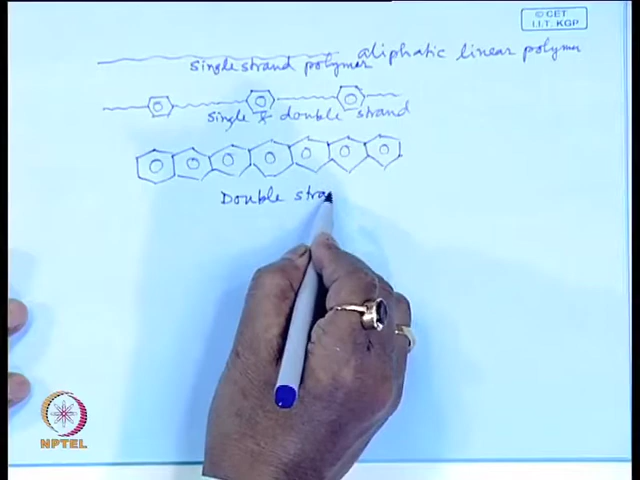 © CET
I.I.T. KGP
aliphatic linear polymer
Single strand polymer
Single & double strand
Double stra
NPTEL